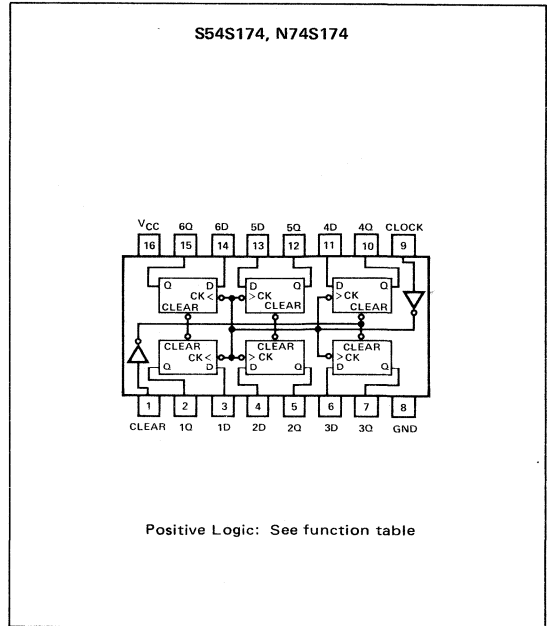 S54S174, N74S174
VCC 6Q 6D 5D 5Q 4D 4Q CLOCK
16 15 14 13 12 11 10 9
Q D D Q D Q
CK< >CK >CK
CLEAR CLEAR CLEAR
CLEAR CLEAR CLEAR
CK< >CK >CK
Q D D Q D Q
1 2 3 4 5 6 7 8
CLEAR 1Q 1D 2D 2Q 3D 3Q GND
Positive Logic: See function table